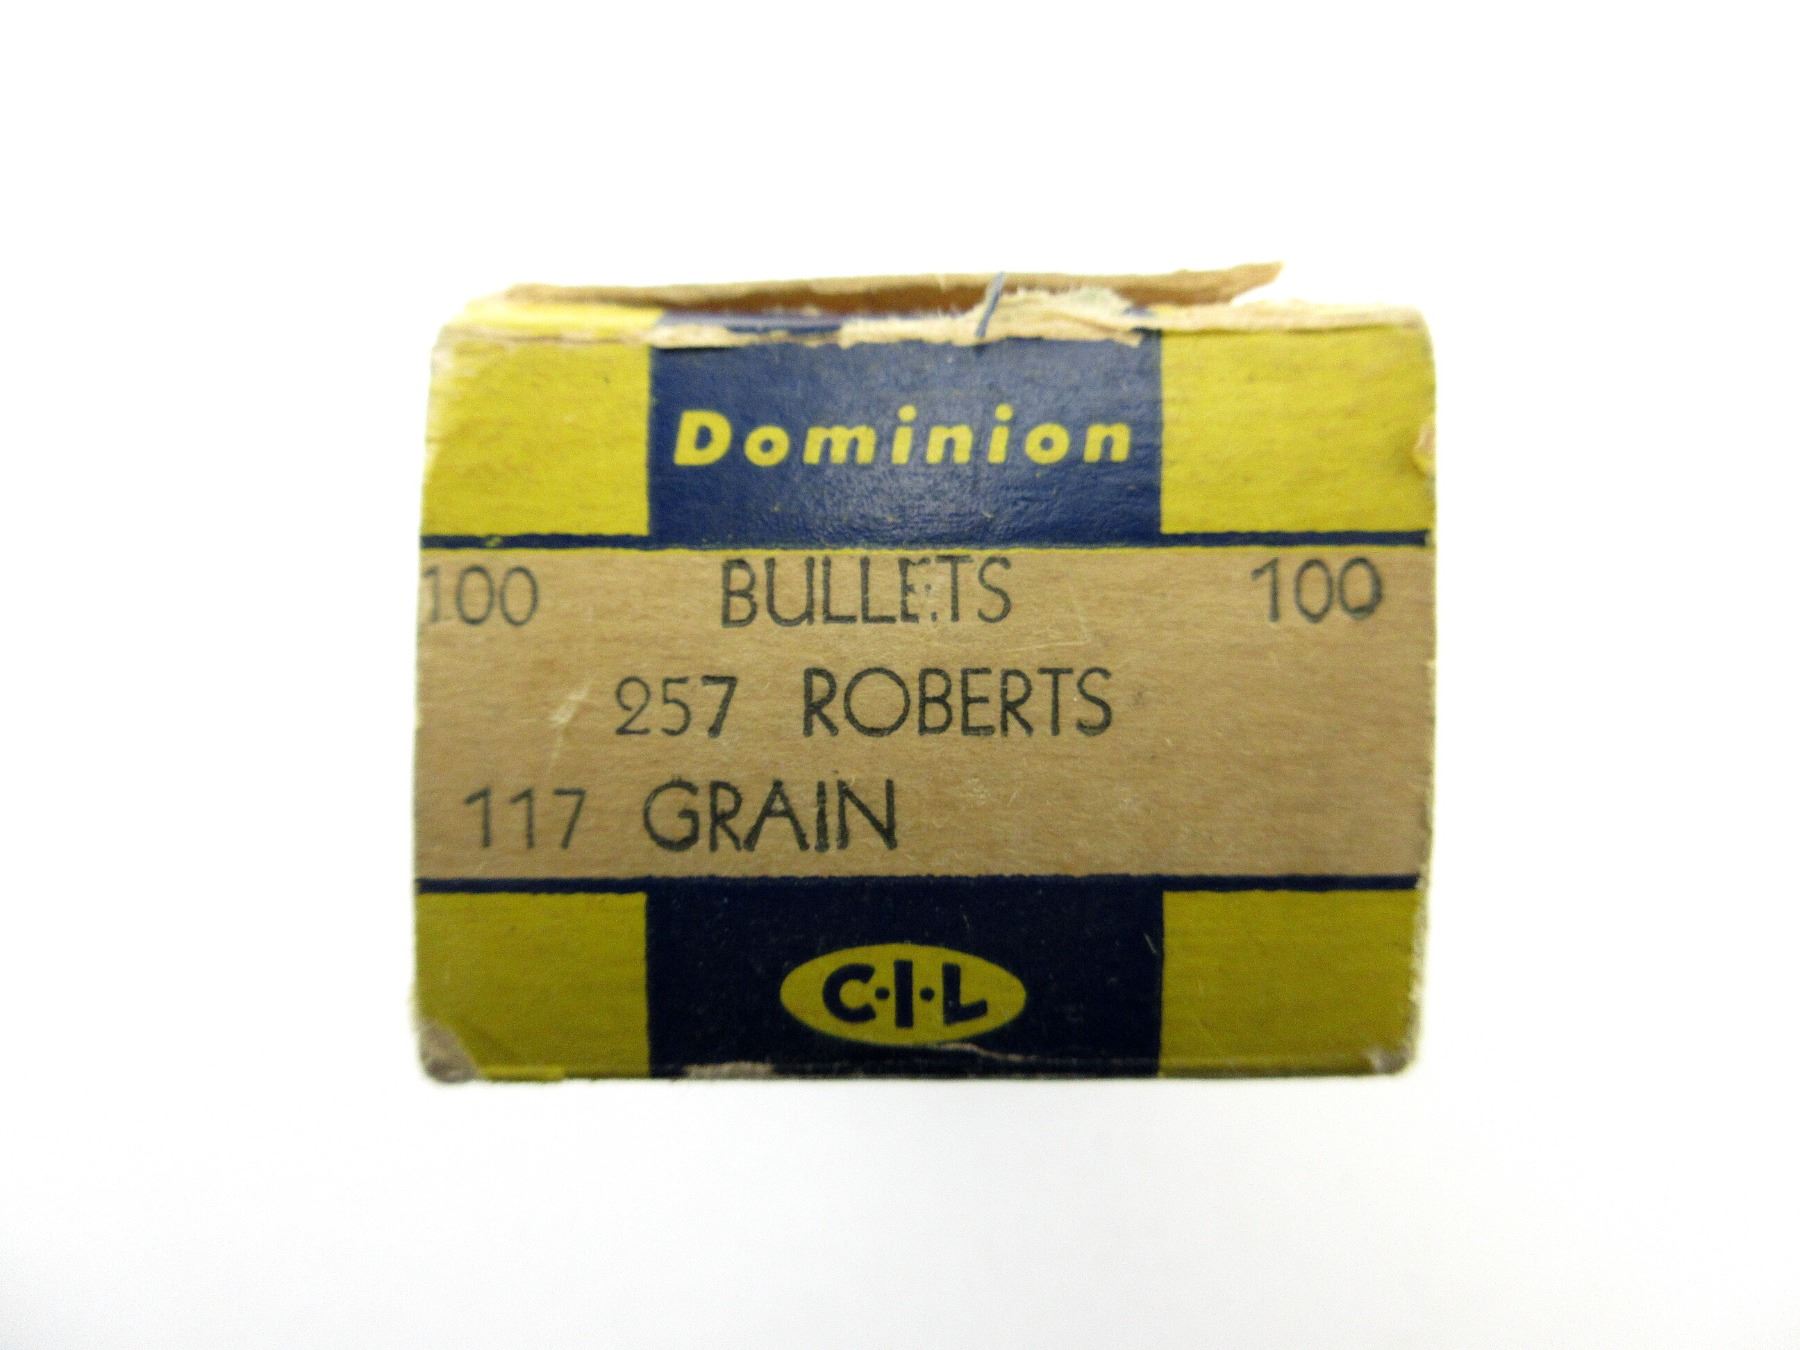 Dominion
100 BULLETS 100
257 ROBERTS
117 GRAIN
C·I·L